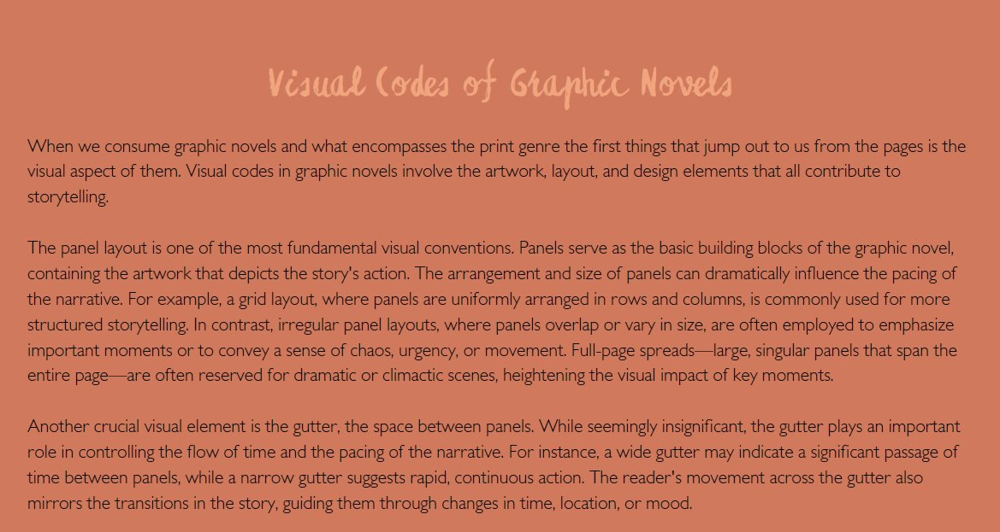 Visual Codes of Graphic Novels
When we consume graphic novels and what encompasses the print genre the first things that jump out to us from the pages is the
visual aspect of them. Visual codes in graphic novels involve the artwork, layout, and design elements that all contribute to
storytelling.
The panel layout is one of the most fundamental visual conventions. Panels serve as the basic building blocks of the graphic novel,
containing the artwork that depicts the story's action. The arrangement and size of panels can dramatically influence the pacing of
the narrative. For example, a grid layout, where panels are uniformly arranged in rows and columns, is commonly used for more
structured storytelling. In contrast, irregular panel layouts, where panels overlap or vary in size, are often employed to emphasize
important moments or to convey a sense of chaos, urgency, or movement. Full-page spreads—large, singular panels that span the
entire page—are often reserved for dramatic or climactic scenes, heightening the visual impact of key moments.
Another crucial visual element is the gutter, the space between panels. While seemingly insignificant, the gutter plays an important
role in controlling the flow of time and the pacing of the narrative. For instance, a wide gutter may indicate a significant passage of
time between panels, while a narrow gutter suggests rapid, continuous action. The reader's movement across the gutter also
mirrors the transitions in the story, guiding them through changes in time, location, or mood.